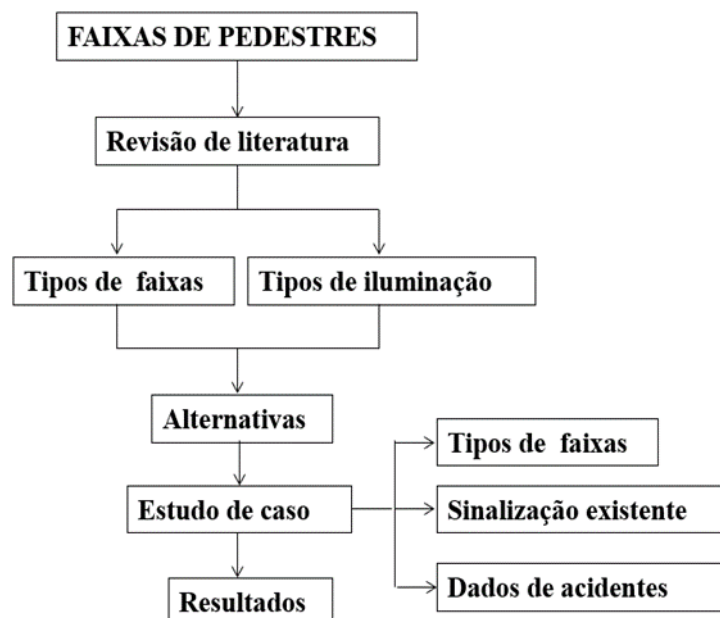 FAIXAS DE PEDESTRES
Revisão de literatura
Tipos de faixas
Tipos de iluminação
Alternativas
Estudo de caso
Tipos de faixas
Sinalização existente
Dados de acidentes
Resultados